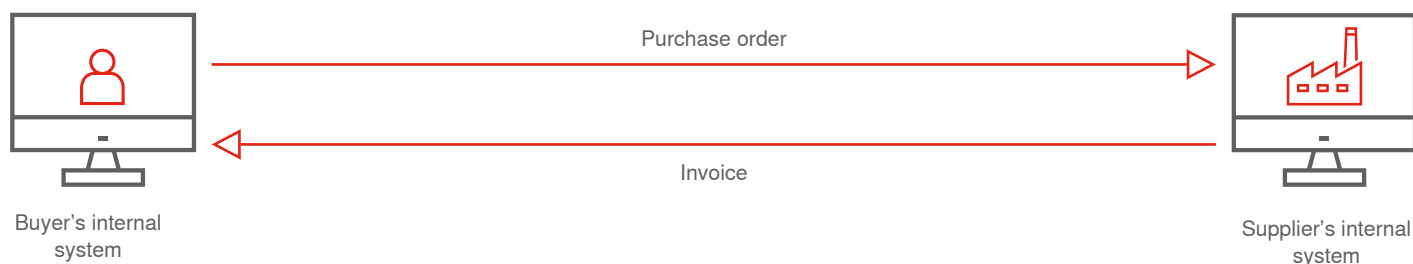 Purchase order
Invoice
Buyer’s internal
system
Supplier’s internal
system